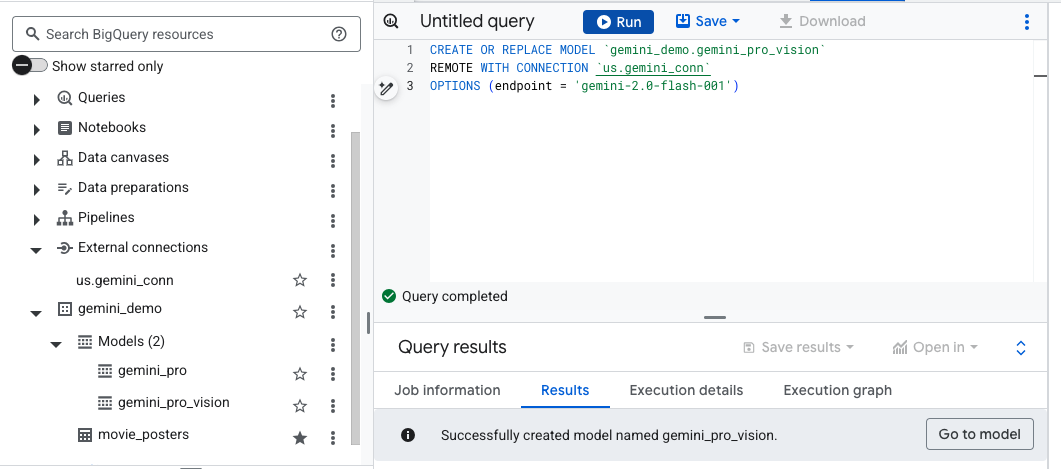 Search BigQuery resources
Show starred only
Queries
Notebooks
Data canvases
Data preparations
Pipelines
External connections
us.gemini_conn
gemini_demo
Models (2)
gemini_pro
gemini_pro_vision
movie_posters
Untitled query
Run
Save
Download
1 CREATE OR REPLACE MODEL `gemini_demo.gemini_pro_vision`
2 REMOTE WITH CONNECTION `us.gemini_conn`
3 OPTIONS (endpoint = 'gemini-2.0-flash-001')
Query completed
Query results
Save results
Open in
Job information
Results
Execution details
Execution graph
Successfully created model named gemini_pro_vision.
Go to model